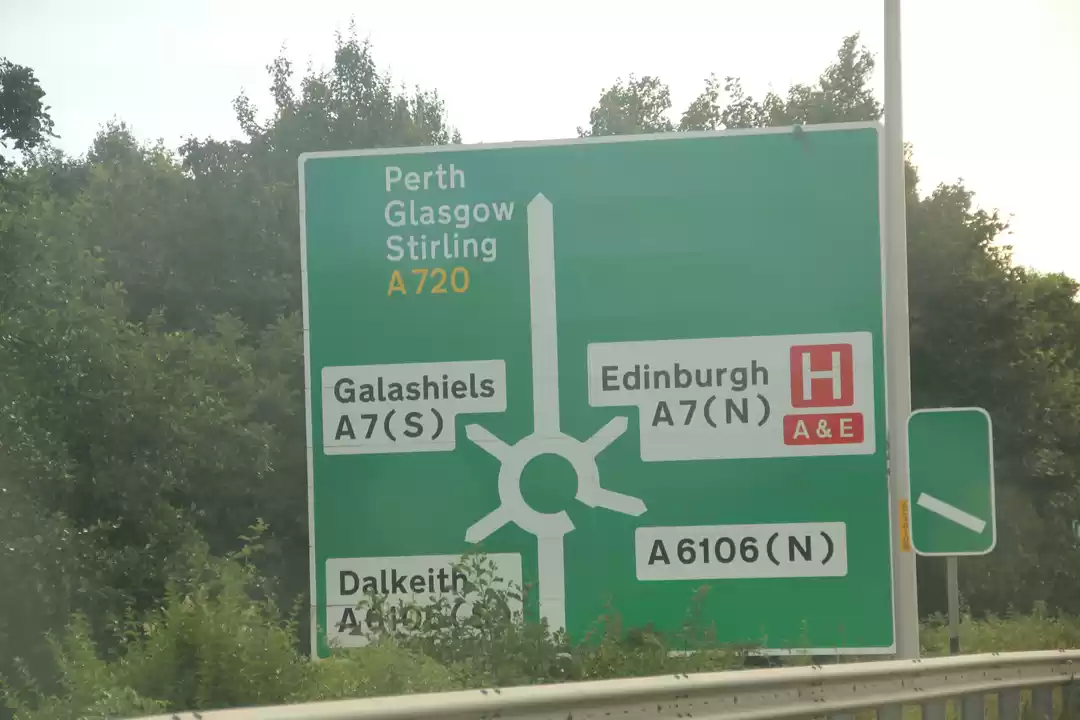 Perth
Glasgow
Stirling
A720
Galashiels
A7(S)
Edinburgh H
A7(N) A&E
A6106(N)
Dalkeith